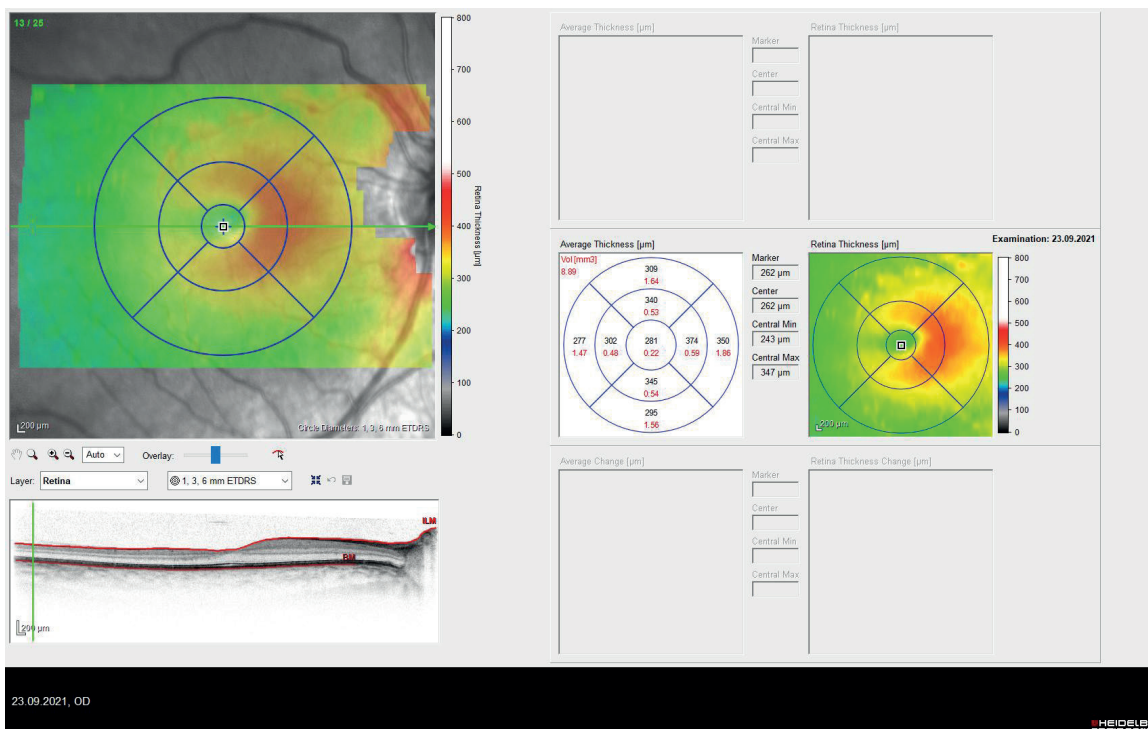 13 / 25
800
700
600
500
400
300
200
100
0
Retina Thickness [µm]
200 µm
Circle Diameters: 1, 3, 6 mm ETDRS
Auto
Overlay:
Layer: Retina
1, 3, 6 mm ETDRS
ILM
BM
200 µm
Average Thickness [µm]
Marker
Center
Central Min
Central Max
Retina Thickness [µm]
Examination: 23.09.2021
Average Thickness [µm]
Vol [mm3]
8.89
309
1.64
340
0.53
277 302 281 374 350
1.47 0.48 0.22 0.59 1.86
345
0.54
295
1.56
Marker
262 µm
Center
262 µm
Central Min
243 µm
Central Max
347 µm
Retina Thickness [µm]
200 µm
800
700
600
500
400
300
200
100
0
Average Change [µm]
Marker
Center
Central Min
Central Max
Retina Thickness Change [µm]
23.09.2021, OD
HEIDELB